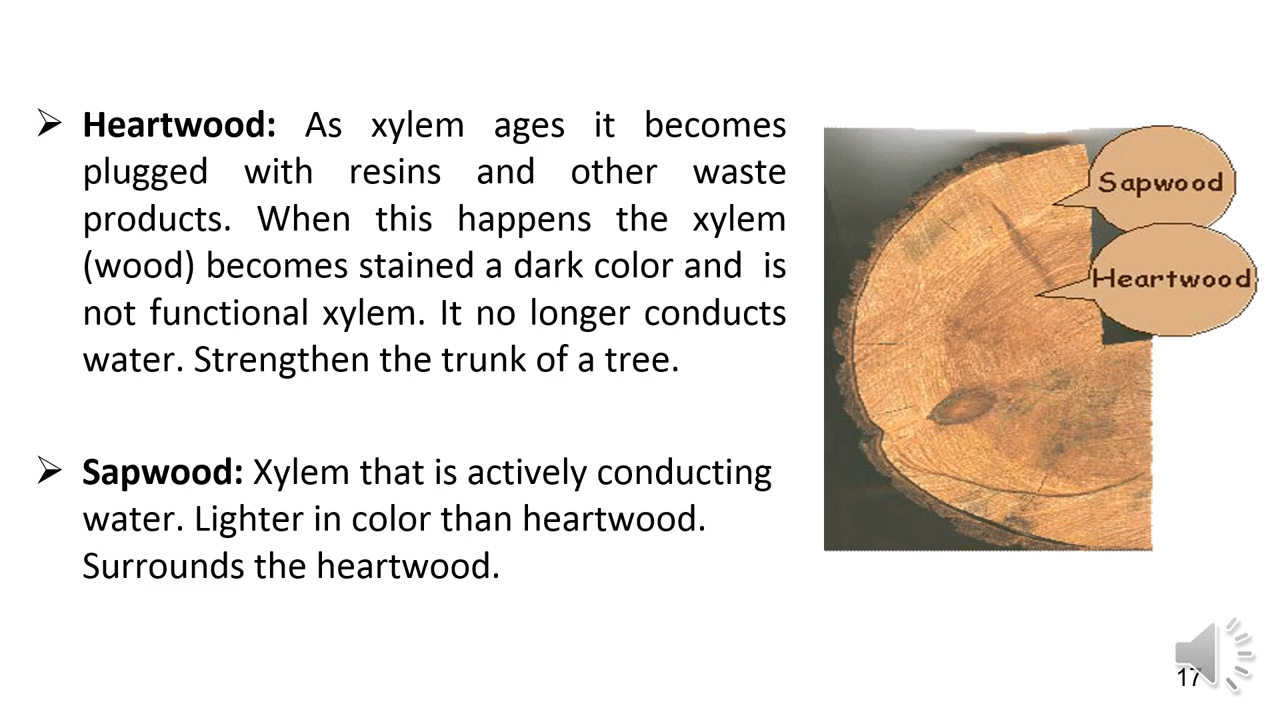 ➢ Heartwood: As xylem ages it becomes
plugged with resins and other waste
products. When this happens the xylem
(wood) becomes stained a dark color and  is
not functional xylem. It no longer conducts
water. Strengthen the trunk of a tree.
➢ Sapwood: Xylem that is actively conducting
water. Lighter in color than heartwood.
Surrounds the heartwood.
Sapwood
Heartwood
17